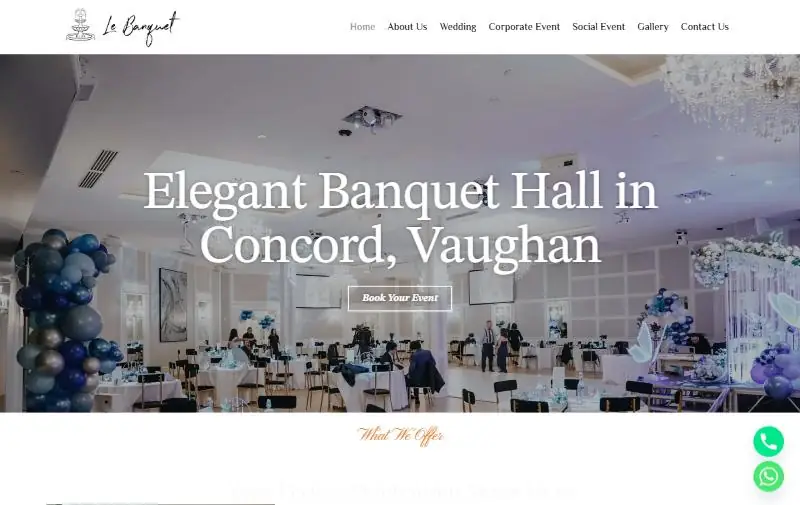 Le Banquet
Home About Us Wedding Corporate Event Social Event Gallery Contact Us
Elegant Banquet Hall in
Concord, Vaughan
Book Your Event
What We Offer